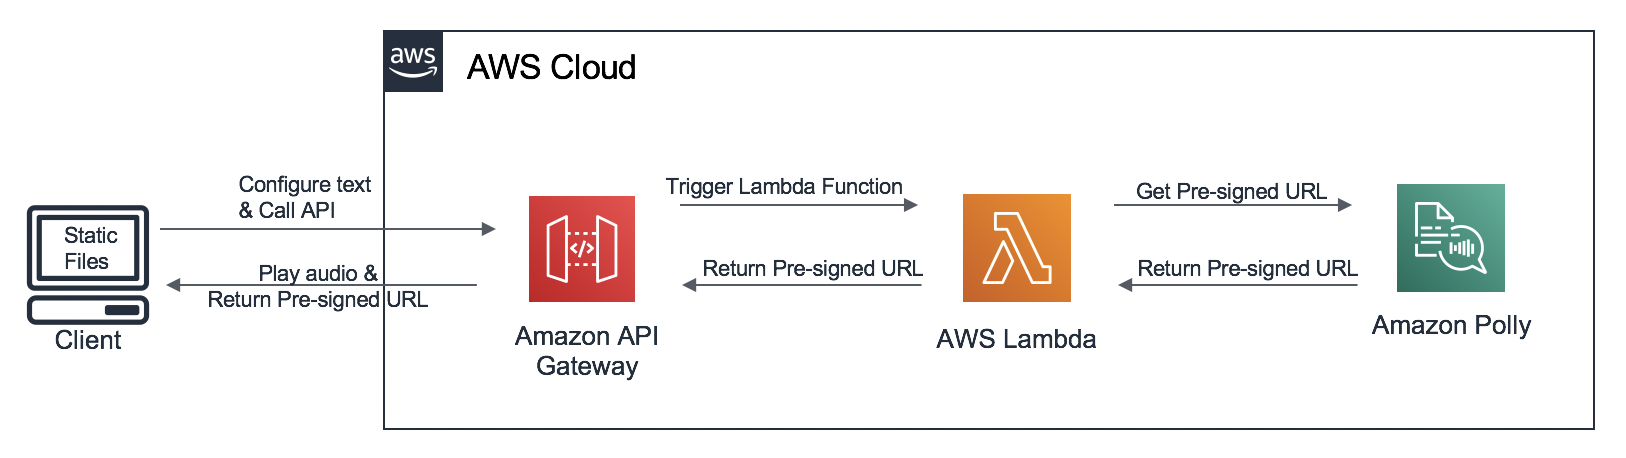 aws
AWS Cloud
Configure text
& Call API
Trigger Lambda Function
Get Pre-signed URL
Static
Files
Play audio &
Return Pre-signed URL
Return Pre-signed URL
Return Pre-signed URL
</>
Client
Amazon API
Gateway
AWS Lambda
Amazon Polly